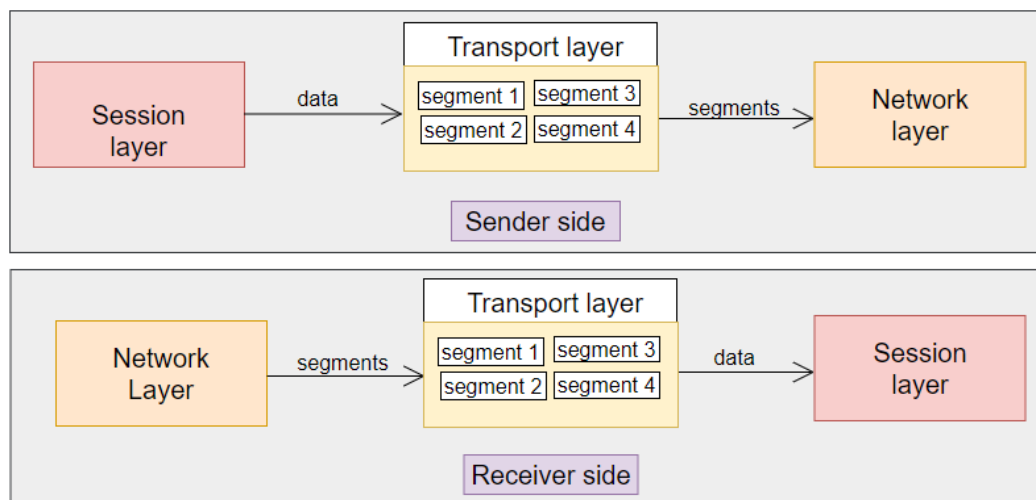 Transport layer
segment 1
segment 3
segment 2
segment 4
Session
layer
data
segments
Network
layer
Sender side
Transport layer
segment 1
segment 3
segment 2
segment 4
Network
Layer
segments
data
Session
layer
Receiver side